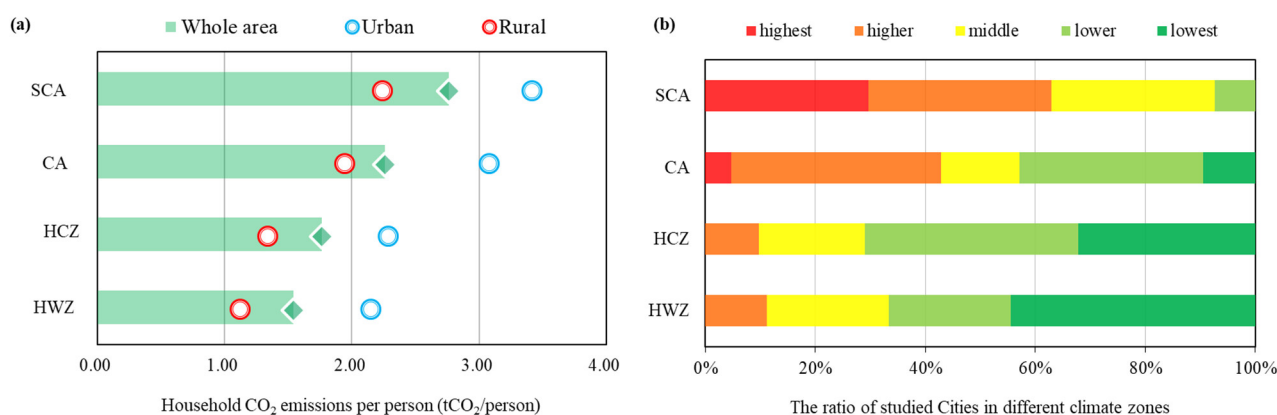 (a)
Whole area Urban Rural
SCA
CA
HCZ
HWZ
0.00 1.00 2.00 3.00 4.00
Household CO₂ emissions per person (tCO₂/person)
(b)
highest higher middle lower lowest
SCA
CA
HCZ
HWZ
0% 20% 40% 60% 80% 100%
The ratio of studied Cities in different climate zones